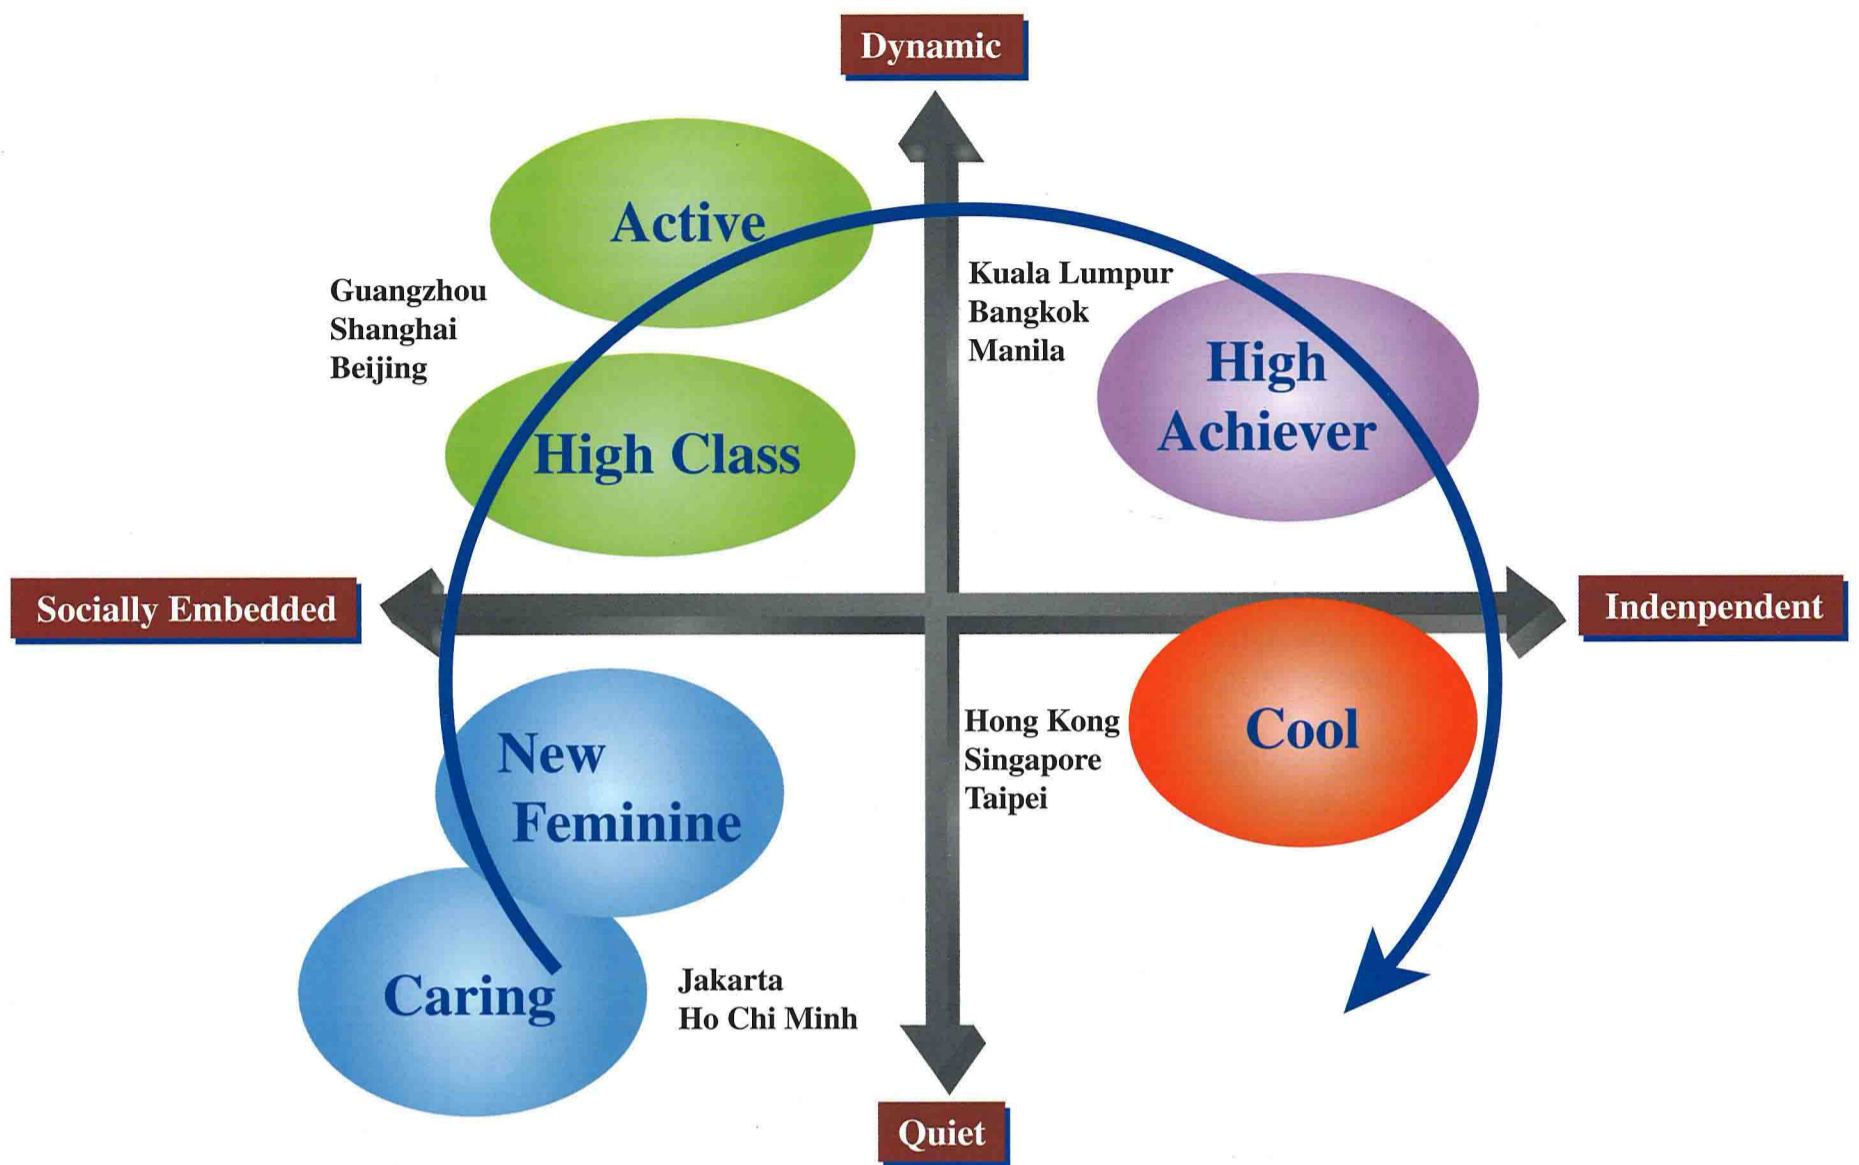 Dynamic
Active
Guangzhou
Shanghai
Beijing
Kuala Lumpur
Bangkok
Manila
High
Achiever
High Class
Socially Embedded
Indenpendent
New
Feminine
Hong Kong
Singapore
Taipei
Cool
Caring
Jakarta
Ho Chi Minh
Quiet